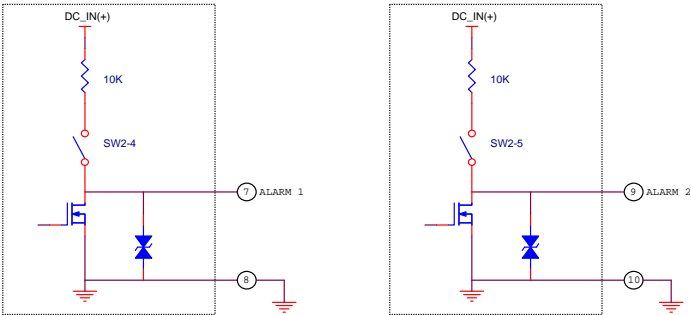 DC_IN(+)
10K
SW2-4
7 ALARM 1
8
DC_IN(+)
10K
SW2-5
9 ALARM 2
10